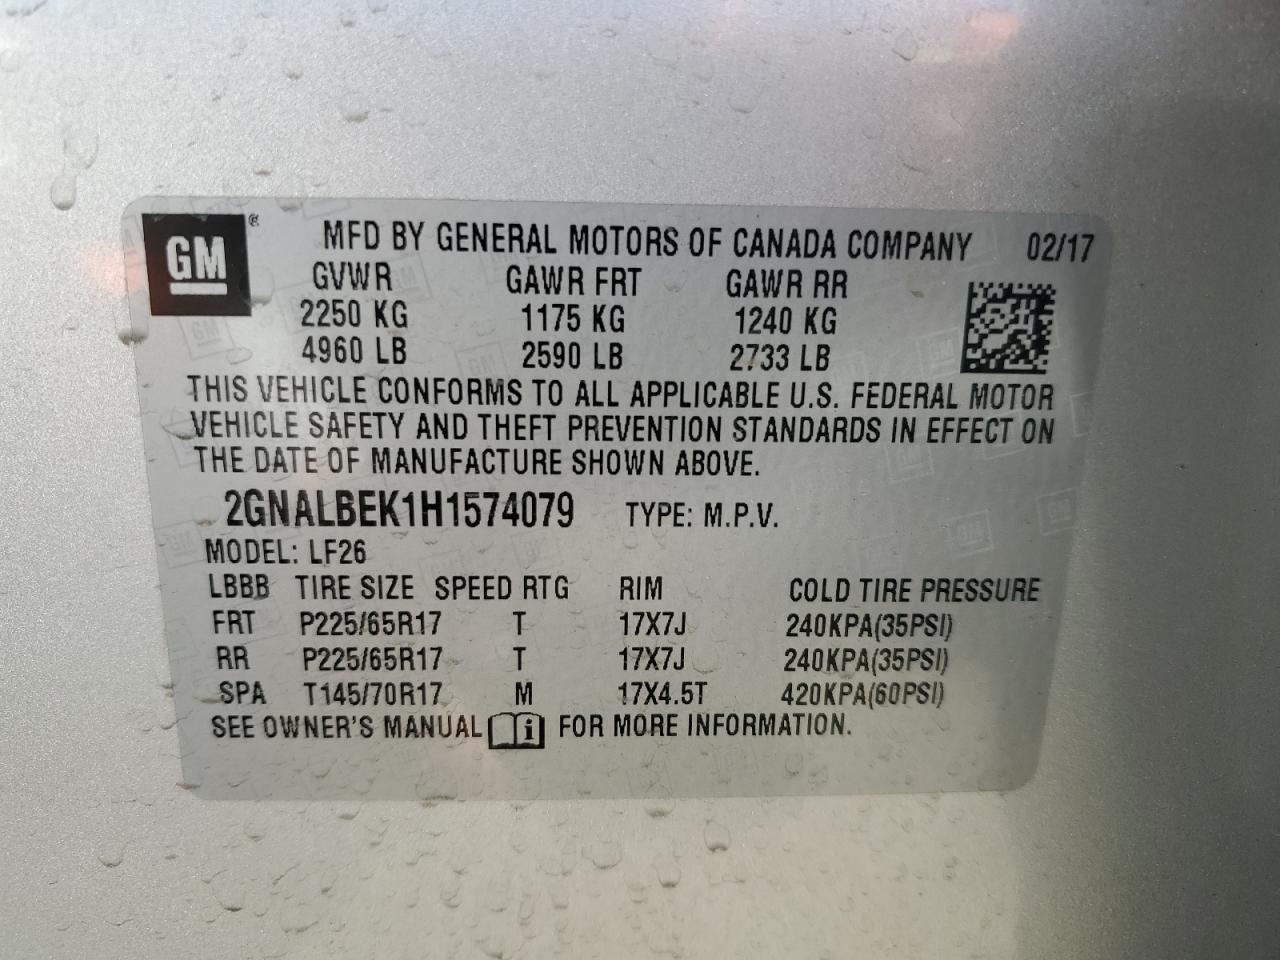 GM® MFD BY GENERAL MOTORS OF CANADA COMPANY 02/17
GVWR GAWR FRT GAWR RR
2250 KG 1175 KG 1240 KG
4960 LB 2590 LB 2733 LB
THIS VEHICLE CONFORMS TO ALL APPLICABLE U.S. FEDERAL MOTOR
VEHICLE SAFETY AND THEFT PREVENTION STANDARDS IN EFFECT ON
THE DATE OF MANUFACTURE SHOWN ABOVE.
2GNALBEK1H1574079 TYPE: M.P.V.
MODEL: LF26
LBBB TIRE SIZE SPEED RTG RIM COLD TIRE PRESSURE
FRT P225/65R17 T 17X7J 240KPA(35PSI)
RR P225/65R17 T 17X7J 240KPA(35PSI)
SPA T145/70R17 M 17X4.5T 420KPA(60PSI)
SEE OWNER'S MANUAL i FOR MORE INFORMATION.